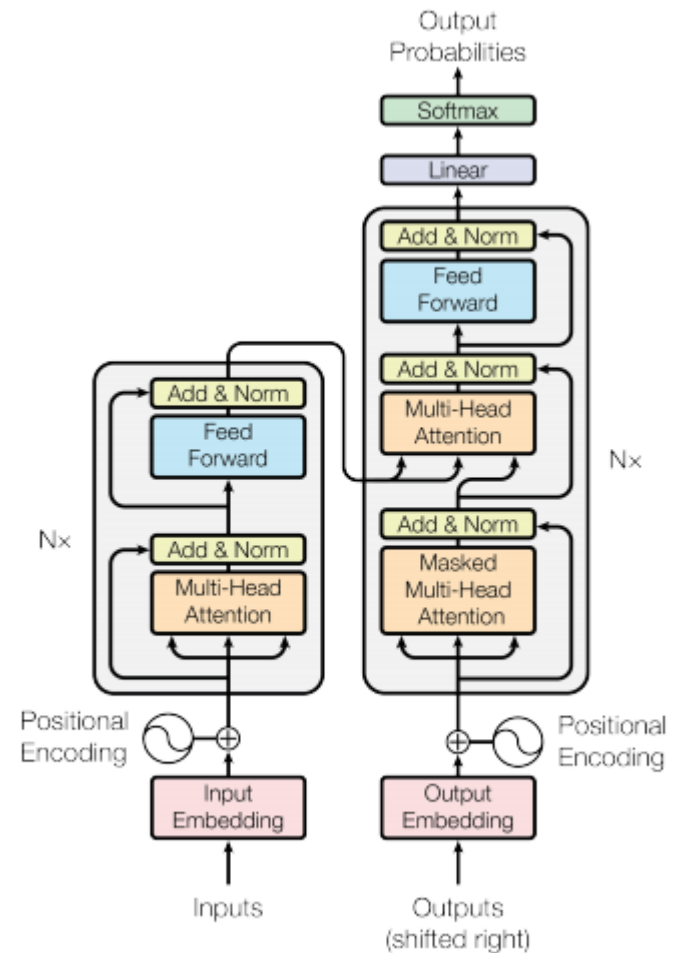 Output
Probabilities
Softmax
Linear
Add & Norm
Feed
Forward
Add & Norm
Multi-Head
Attention
Add & Norm
Masked
Multi-Head
Attention
Nx
Add & Norm
Feed
Forward
Add & Norm
Multi-Head
Attention
Nx
Positional
Encoding
Positional
Encoding
Input
Embedding
Output
Embedding
Inputs
Outputs
(shifted right)